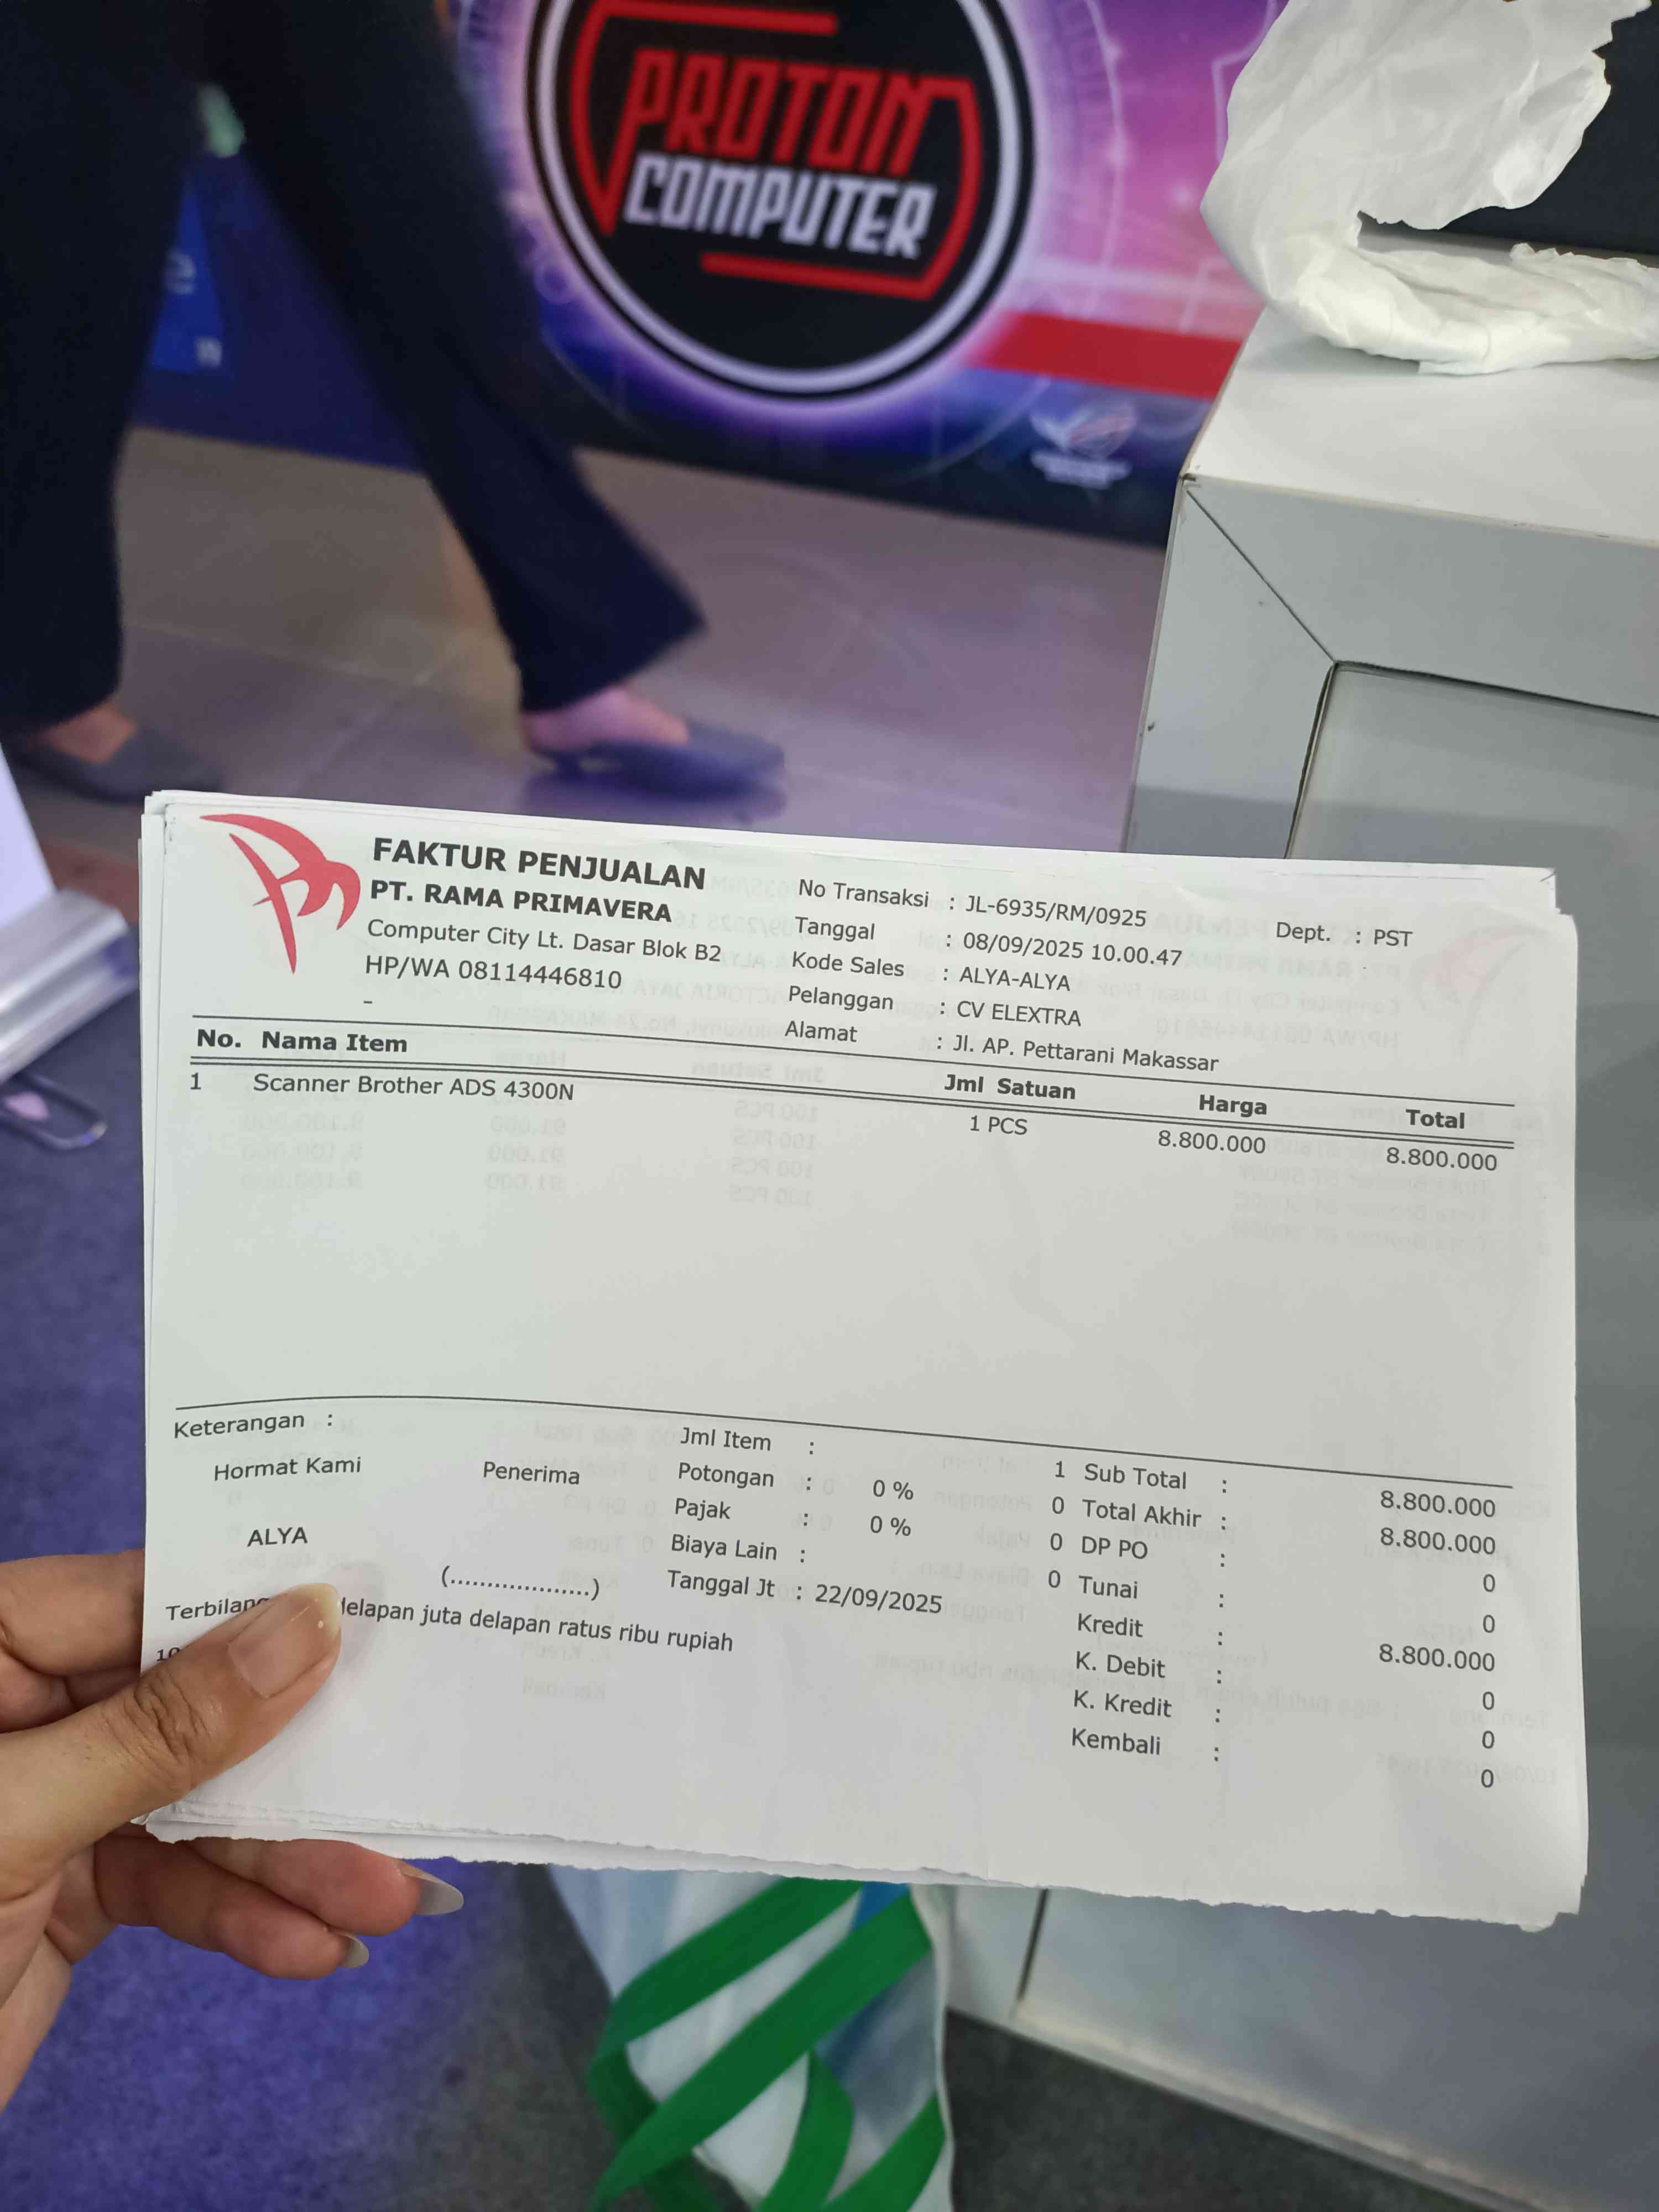 PROTON
COMPUTER
FAKTUR PENJUALAN
PT. RAMA PRIMAVERA
Computer City Lt. Dasar Blok B2
HP/WA 08114446810
-
No Transaksi : JL-6935/RM/0925
Dept. : PST
Tanggal : 08/09/2025 10.00.47
Kode Sales : ALYA-ALYA
Pelanggan : CV ELEXTRA
Alamat : Jl. AP. Pettarani Makassar
No. Nama Item Jml Satuan Harga Total
1 Scanner Brother ADS 4300N 1 PCS 8.800.000 8.800.000
Keterangan :
Hormat Kami Penerima
ALYA
(...................)
Jml Item : 1
Potongan : 0 % 0
Pajak : 0 % 0
Biaya Lain : 0
Tanggal Jt : 22/09/2025
Sub Total : 8.800.000
Total Akhir : 8.800.000
DP PO : 0
Tunai : 0
Kredit : 8.800.000
K. Debit : 0
K. Kredit : 0
Kembali : 0
Terbilang delapan juta delapan ratus ribu rupiah